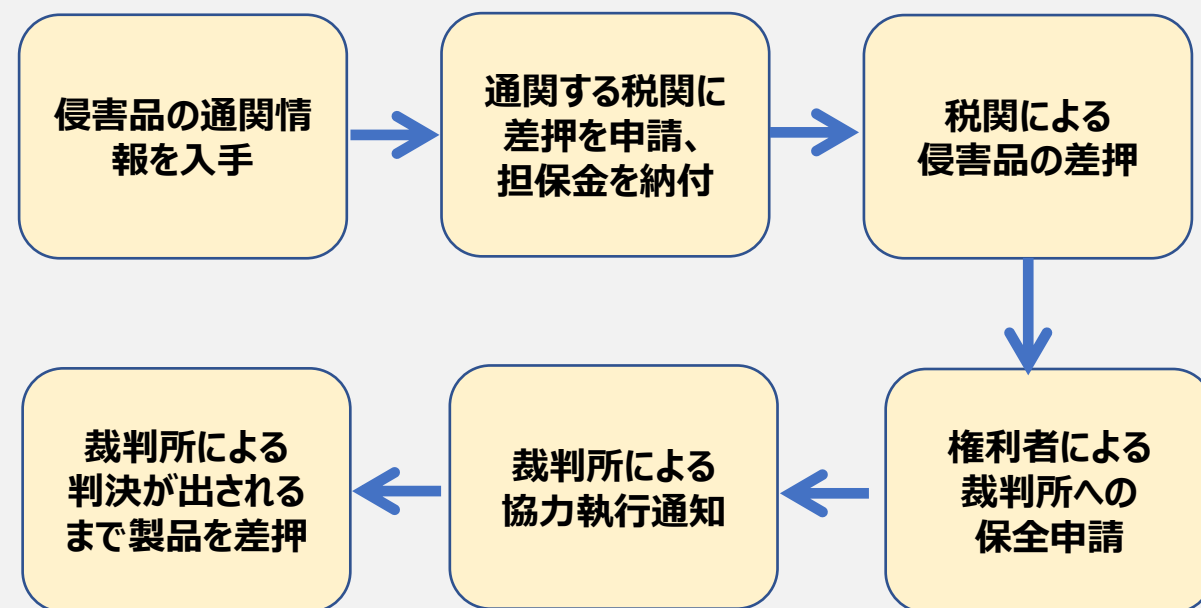 侵害品の通関情
報を入手
通関する税関に
差押を申請、
担保金を納付
税関による
侵害品の差押
権利者による
裁判所への
保全申請
裁判所による
協力執行通知
裁判所による
判決が出される
まで製品を差押